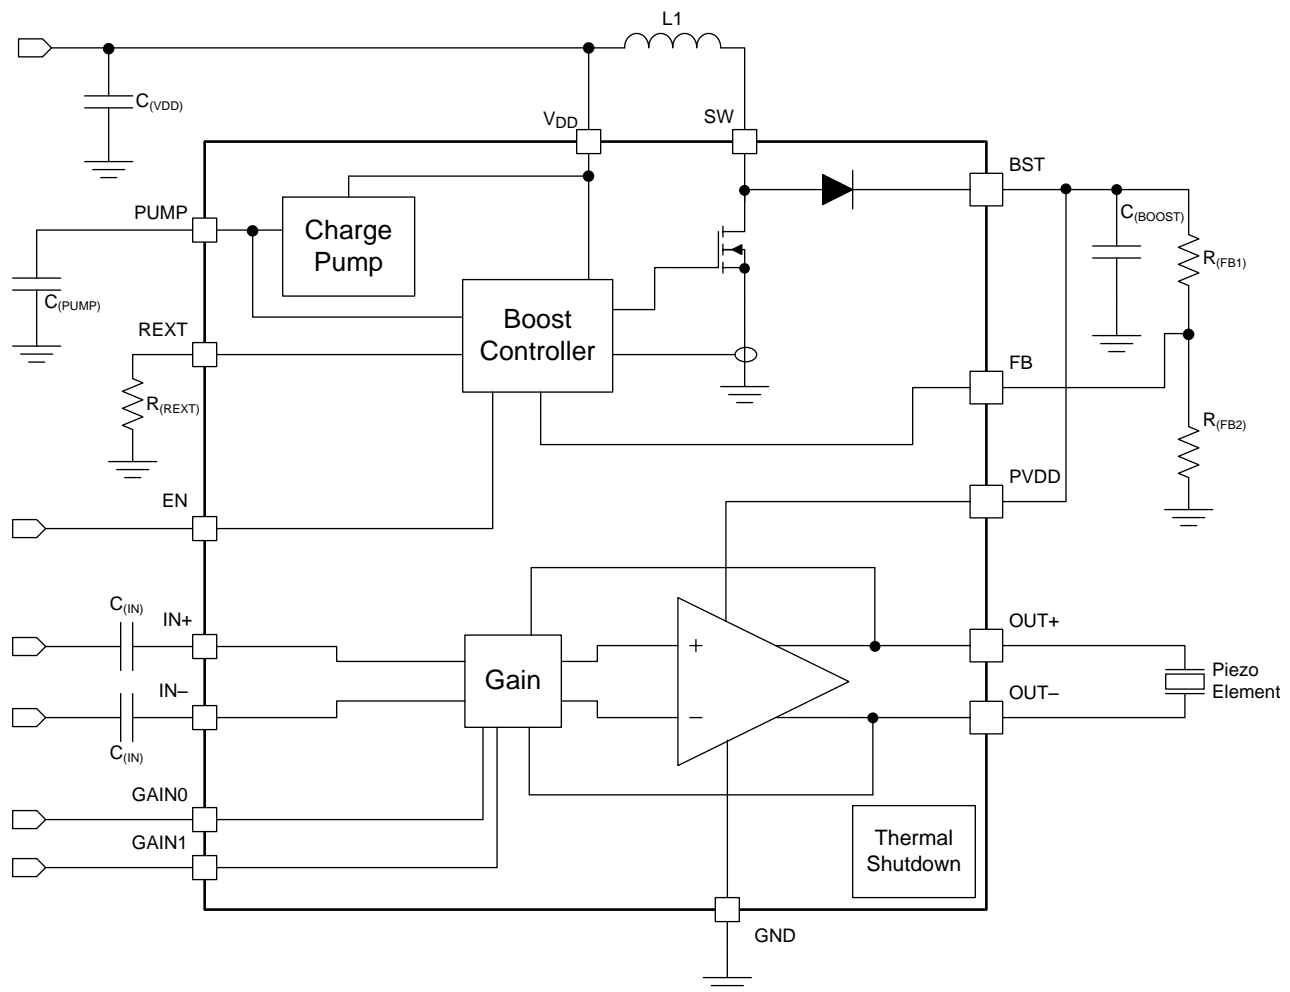 L1
C(VDD)
VDD
SW
BST
PUMP
Charge
Pump
C(BOOST)
R(FB1)
C(PUMP)
REXT
Boost
Controller
FB
R(REXT)
R(FB2)
EN
PVDD
C(IN)
IN+
OUT+
+
Gain
Piezo
Element
IN–
OUT–
–
C(IN)
GAIN0
GAIN1
Thermal
Shutdown
GND